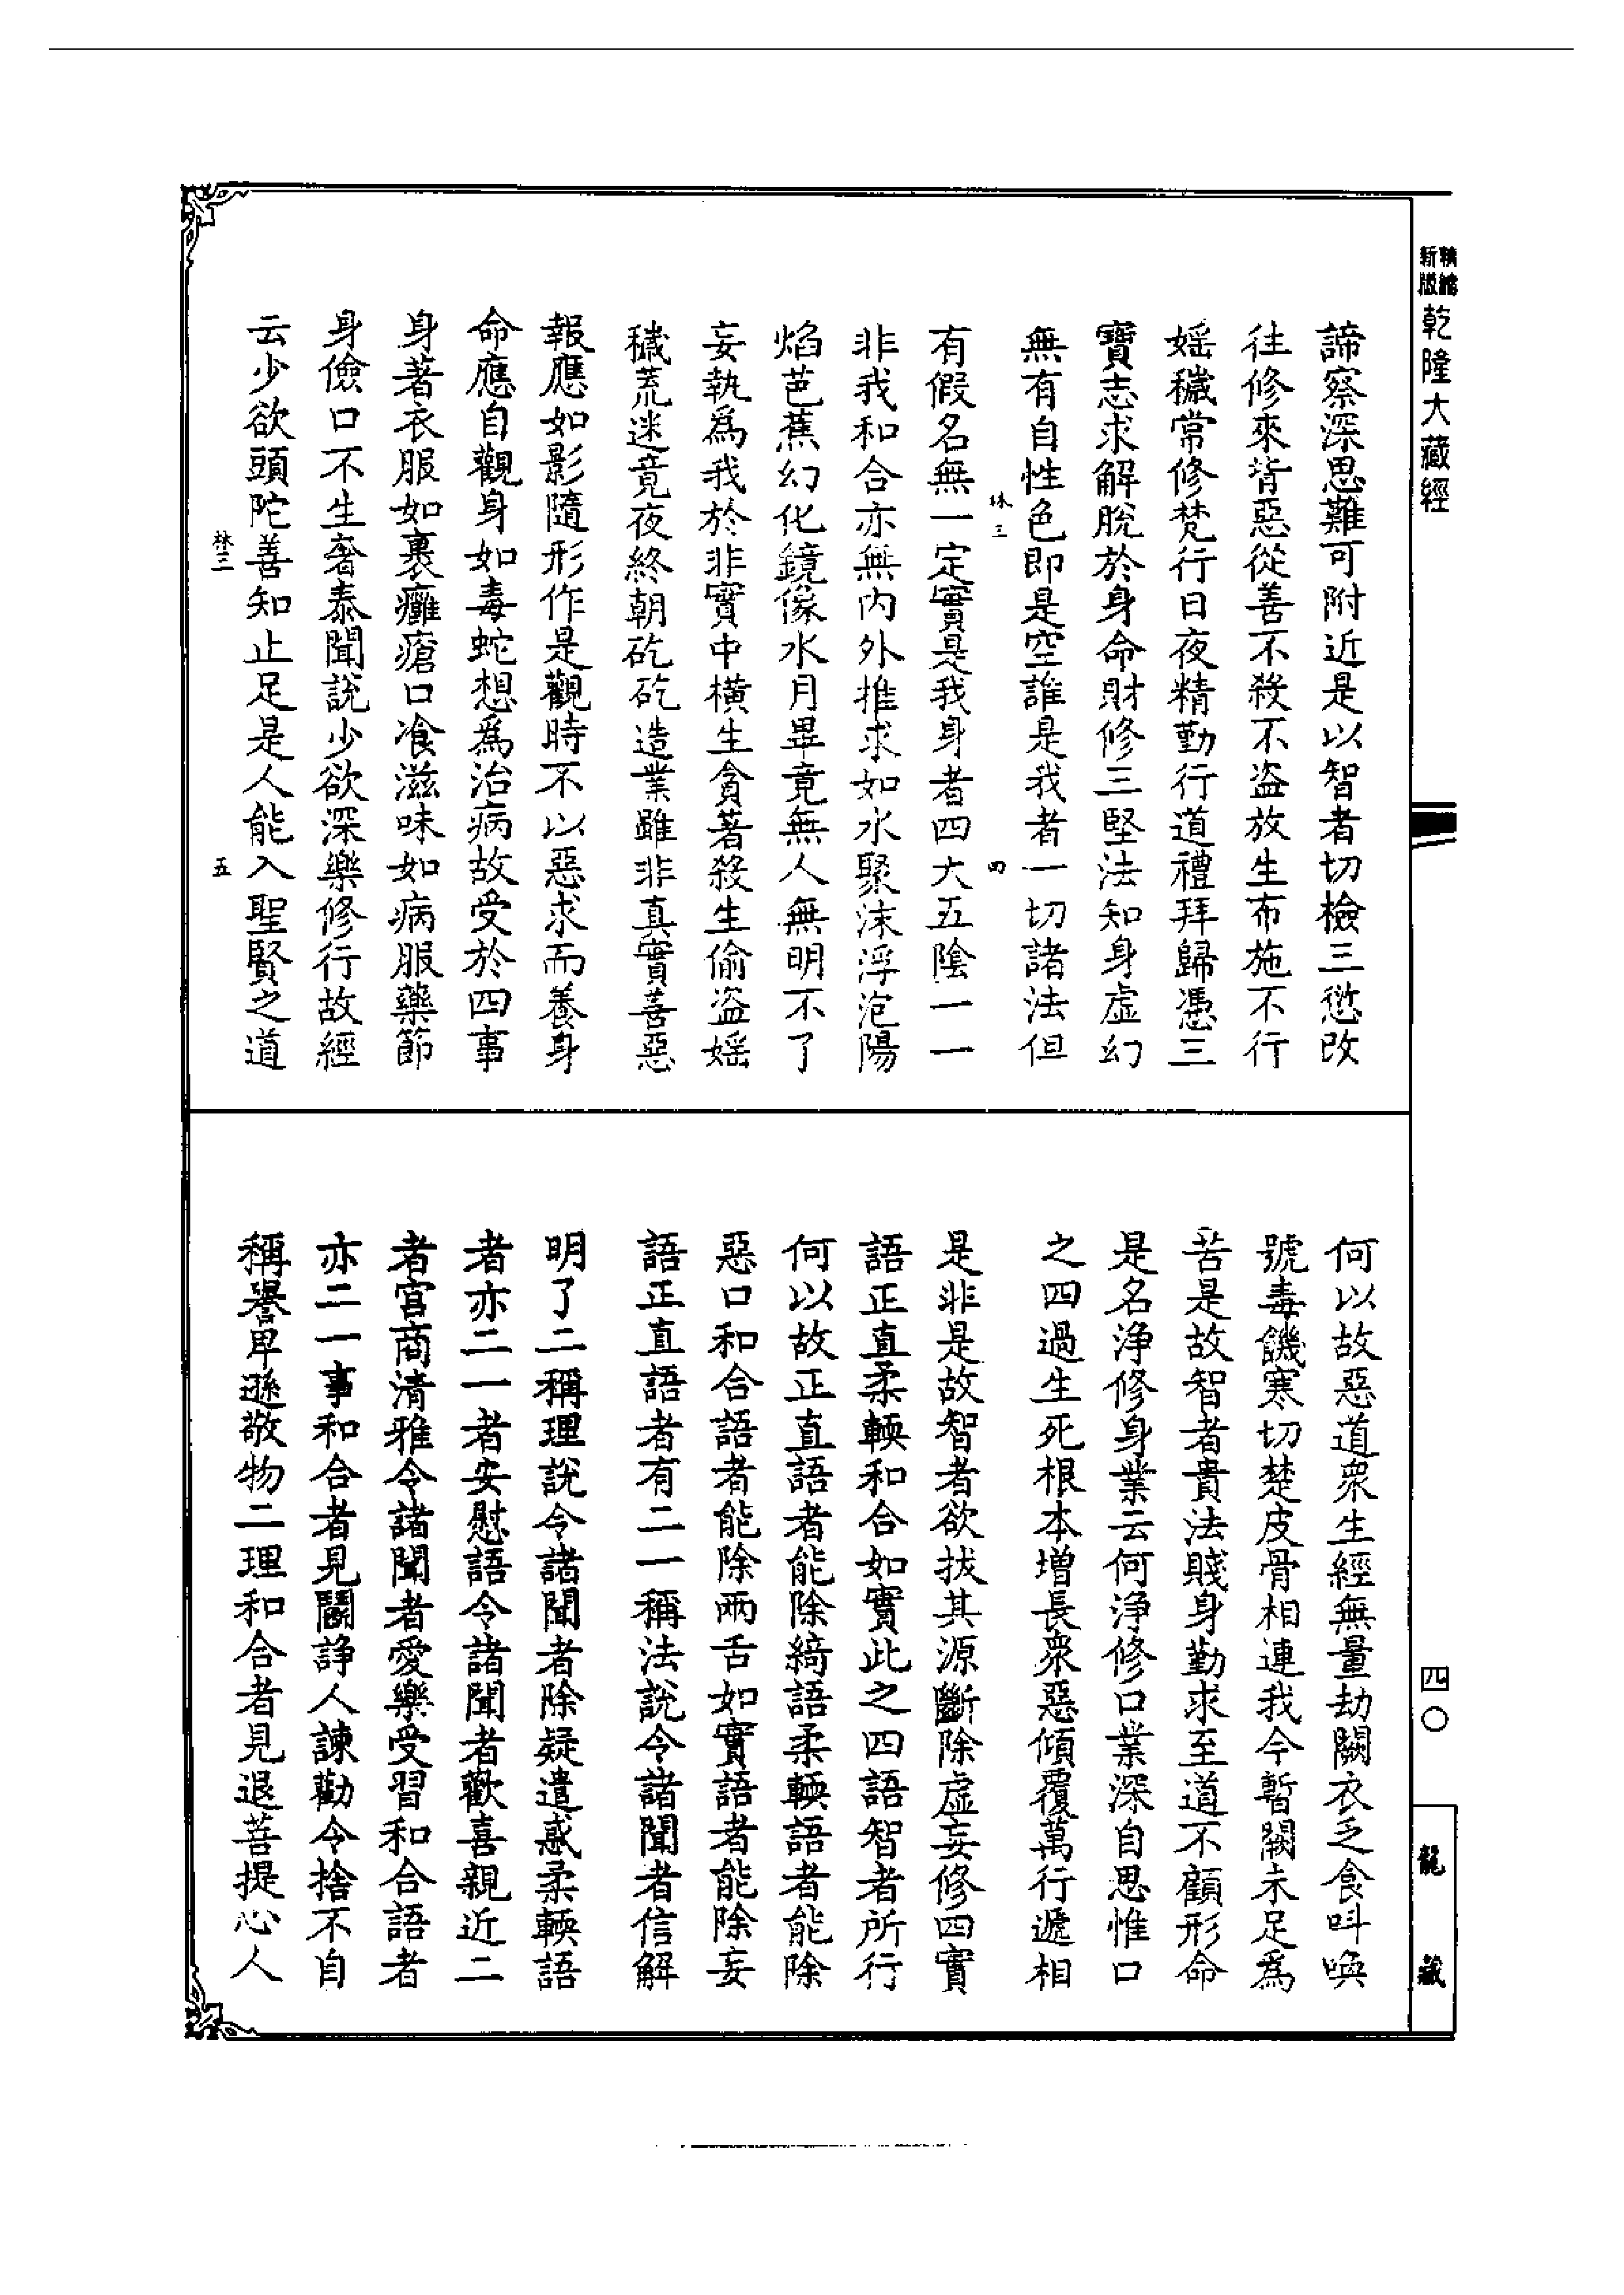 精縮
新版
乾隆大藏經
諦察深思難可附近是以智者切檢三愆改
往修來背惡從善不殺不盜放生布施不行
婬穢常修梵行日夜精勤行道禮拜歸憑三
寶志求解脫於身命財修三堅法知身虛幻
無有自性色即是空誰是我者一切諸法但
林三
四
有假名無一定實是我身者四大五陰一一
非我和合亦無內外推求如水聚沫浮泡陽
焰芭蕉幻化鏡像水月畢竟無人無明不了
妄執為我於非實中橫生貪著殺生偷盜婬
穢荒迷竟夜終朝矻矻造業雖非真實善惡
報應如影隨形作是觀時不以惡求而養身
命應自觀身如毒蛇想為治病故受於四事
身著衣服如裹癰瘡口飡滋味如病服藥節
身儉口不生奢泰聞說少欲深樂修行故經
云少欲頭陀善知止足是人能入聖賢之道
林三
五
何以故惡道眾生經無量劫闕衣乏食叫喚
號毒饑寒切楚皮骨相連我今暫闕未足為
苦是故智者貴法賤身勤求至道不顧形命
是名淨修身業云何淨修口業深自思惟口
之四過生死根本增長眾惡傾覆萬行遞相
是非是故智者欲拔其源斷除虛妄修四實
語正直柔輭和合如實此之四語智者所行
何以故正直語者能除綺語柔輭語者能除
惡口和合語者能除兩舌如實語者能除妄
語正直語者有二一稱法說令諸聞者信解
明了二稱理說令諸聞者除疑遣惑柔輭語
者亦二一者安慰語令諸聞者歡喜親近二
者宮商清雅令諸聞者愛樂受習和合語者
亦二一事和合者見鬭諍人諫勸令捨不自
稱譽卑遜敬物二理和合者見退菩提心人
四〇
龍藏